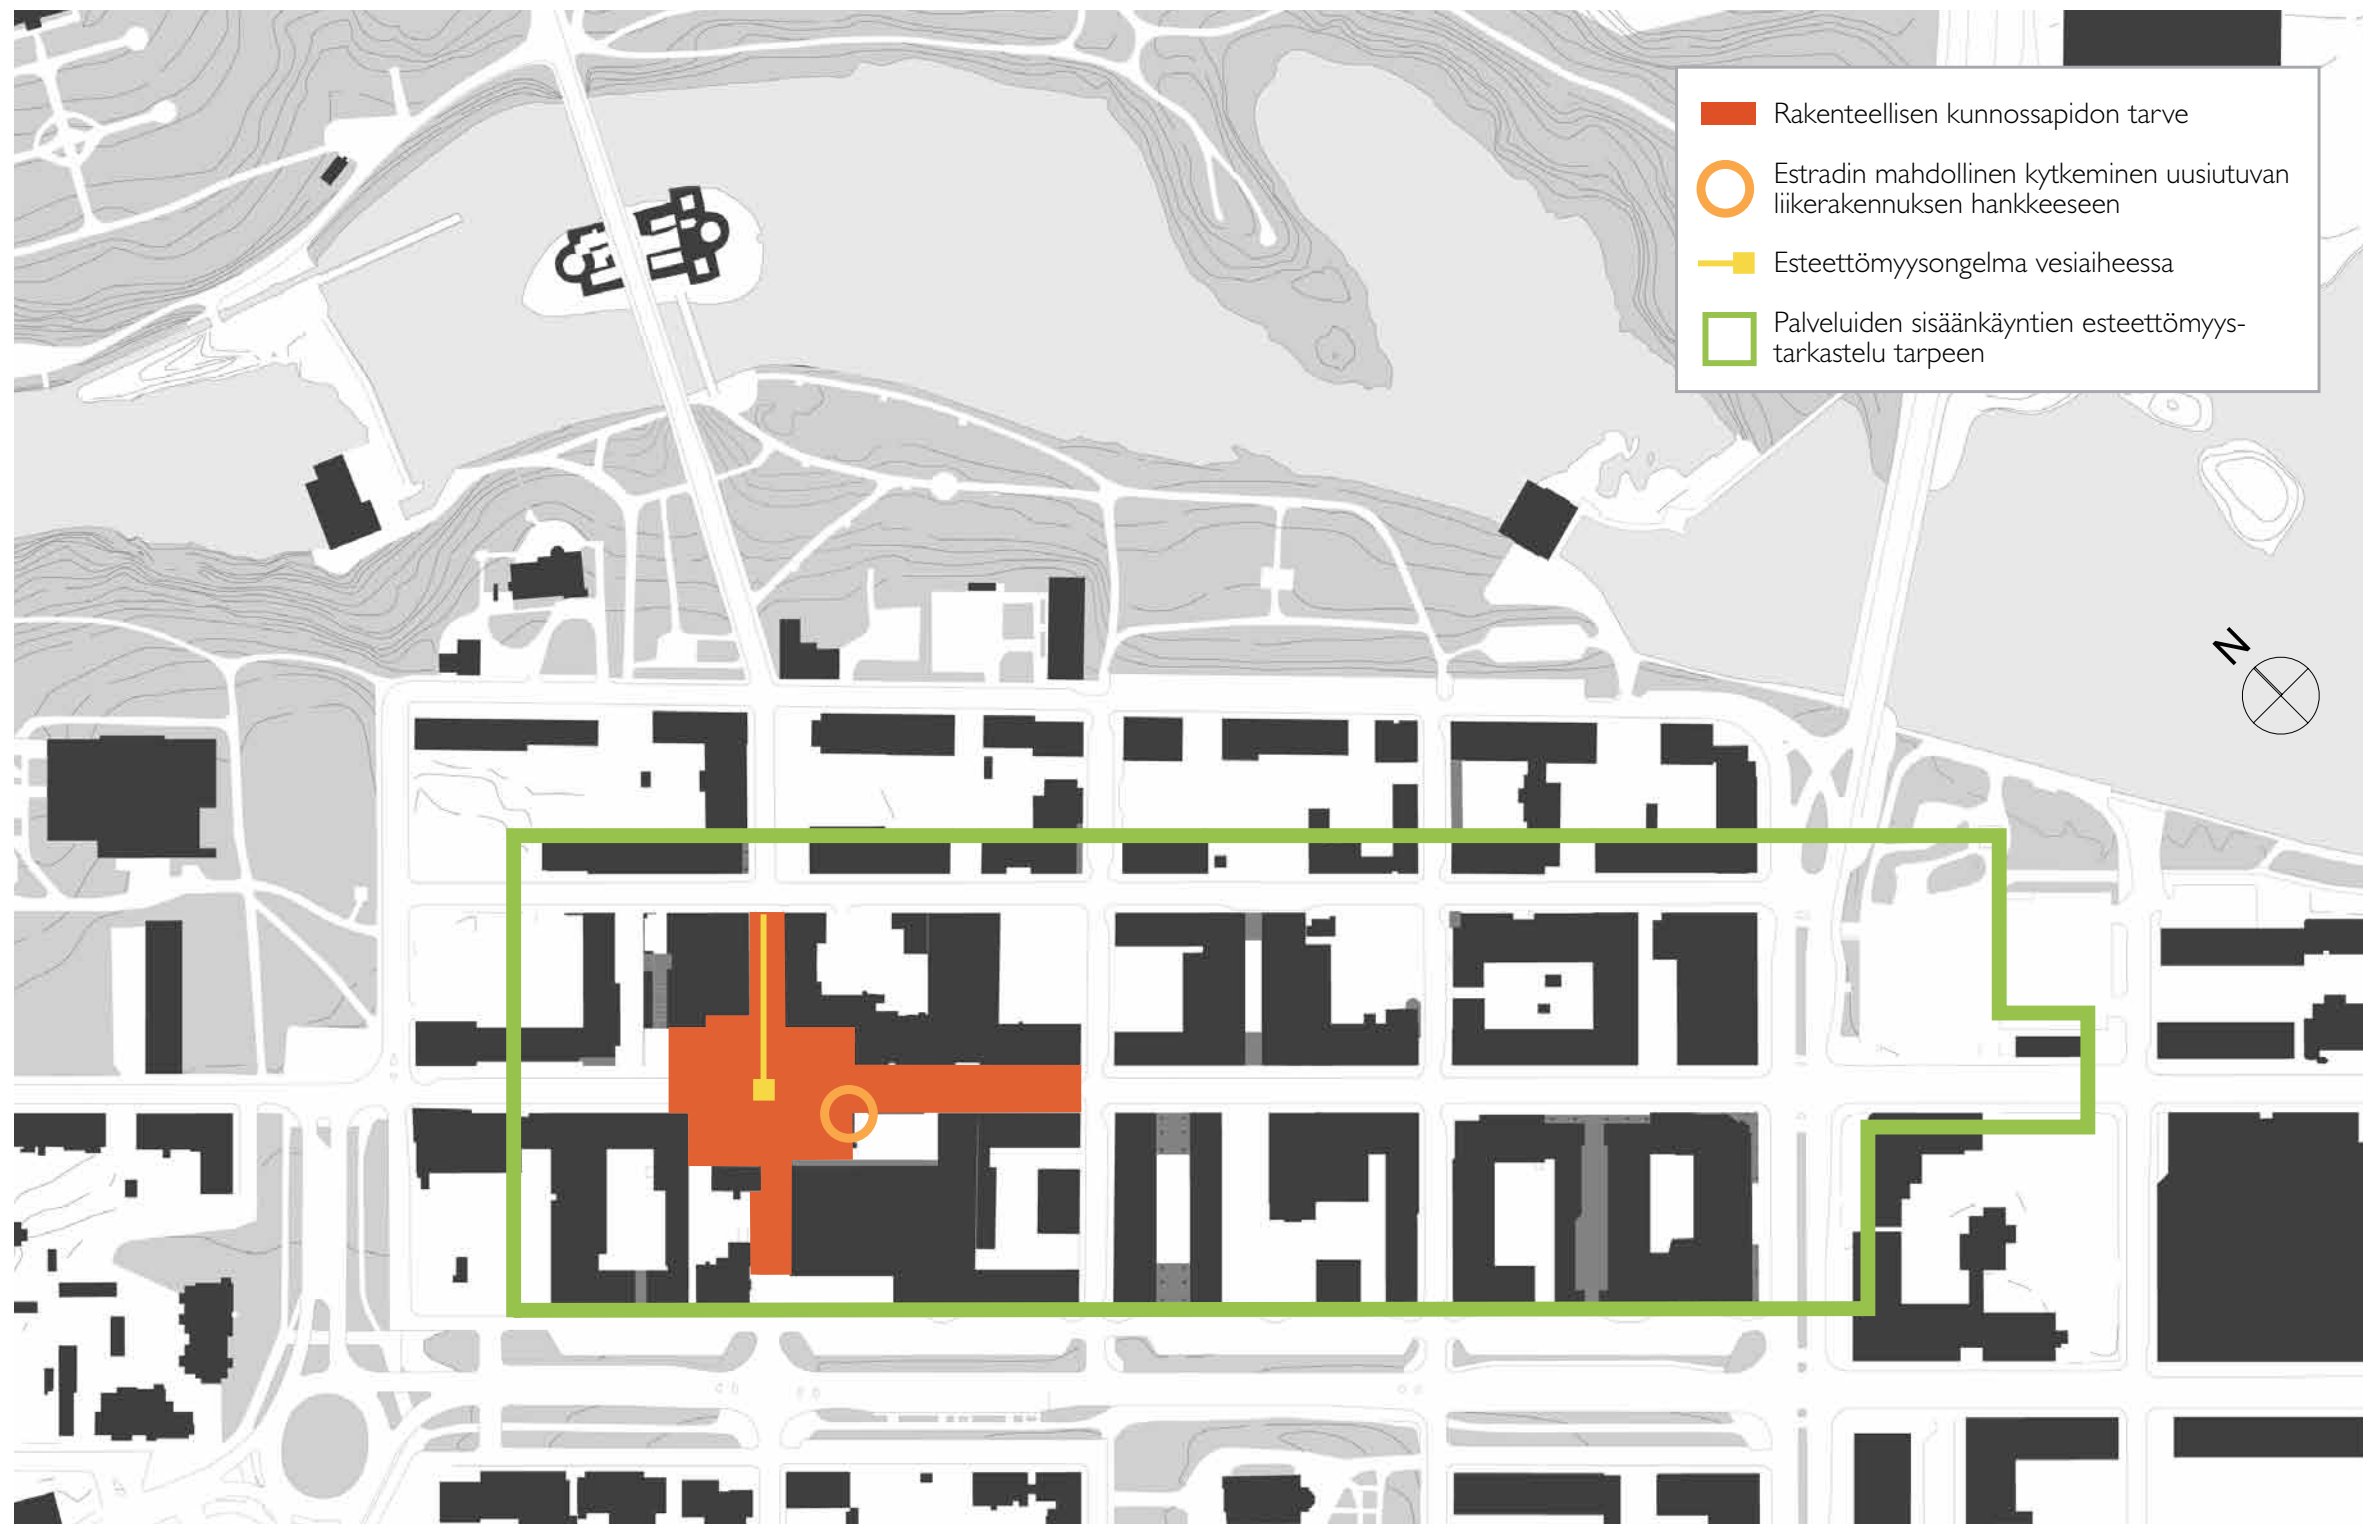 Rakenteellisen kunnossapidon tarve
Estradin mahdollinen kytkeminen uusiutuvan
liikerakennuksen hankkeeseen
Esteettömyysongelma vesiaiheessa
Palveluiden sisäänkäyntien esteettömyys-
tarkastelu tarpeen
N